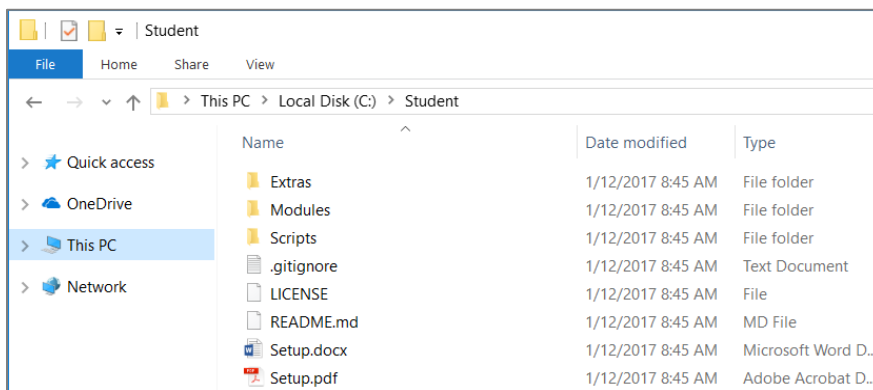 Student
File Home Share View
This PC > Local Disk (C:) > Student
Name Date modified Type
Quick access
OneDrive
This PC
Network
Extras 1/12/2017 8:45 AM File folder
Modules 1/12/2017 8:45 AM File folder
Scripts 1/12/2017 8:45 AM File folder
.gitignore 1/12/2017 8:45 AM Text Document
LICENSE 1/12/2017 8:45 AM File
README.md 1/12/2017 8:45 AM MD File
Setup.docx 1/12/2017 8:45 AM Microsoft Word D...
Setup.pdf 1/12/2017 8:45 AM Adobe Acrobat D...